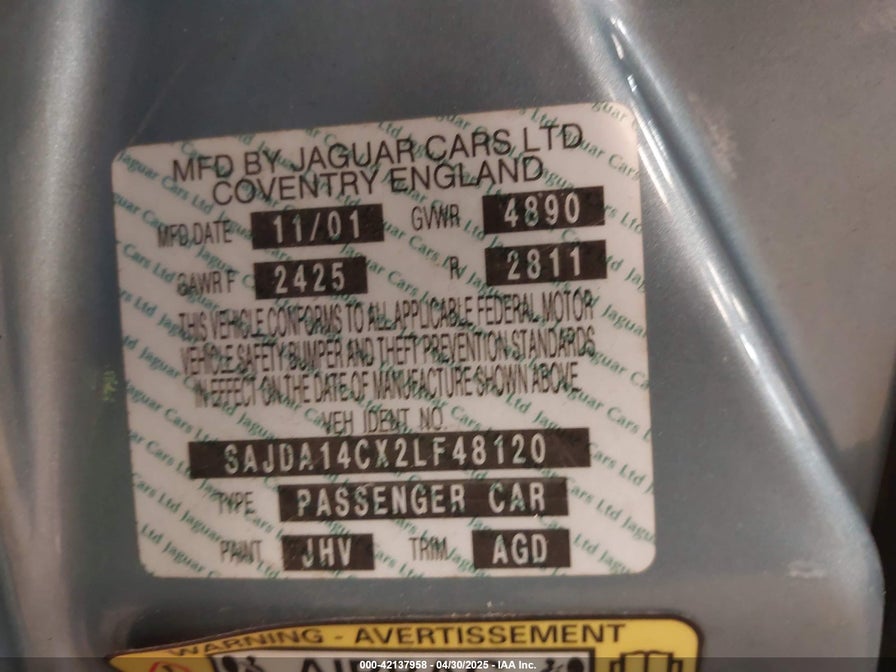 MFD BY JAGUAR CARS LTD
COVENTRY ENGLAND
MFD DATE 11/01 GVWR 4890
GAWR F 2425 R 2811
THIS VEHICLE CONFORMS TO ALL APPLICABLE FEDERAL MOTOR
VEHICLE SAFETY BUMPER AND THEFT PREVENTION STANDARDS
IN EFFECT ON THE DATE OF MANUFACTURE SHOWN ABOVE
VEH IDENT. NO.
SAJDA14CX2LF48120
TYPE PASSENGER CAR
PAINT JHV TRIM AGD
WARNING - AVERTISSEMENT
000-42137958 - 04/30/2025 - IAA Inc.